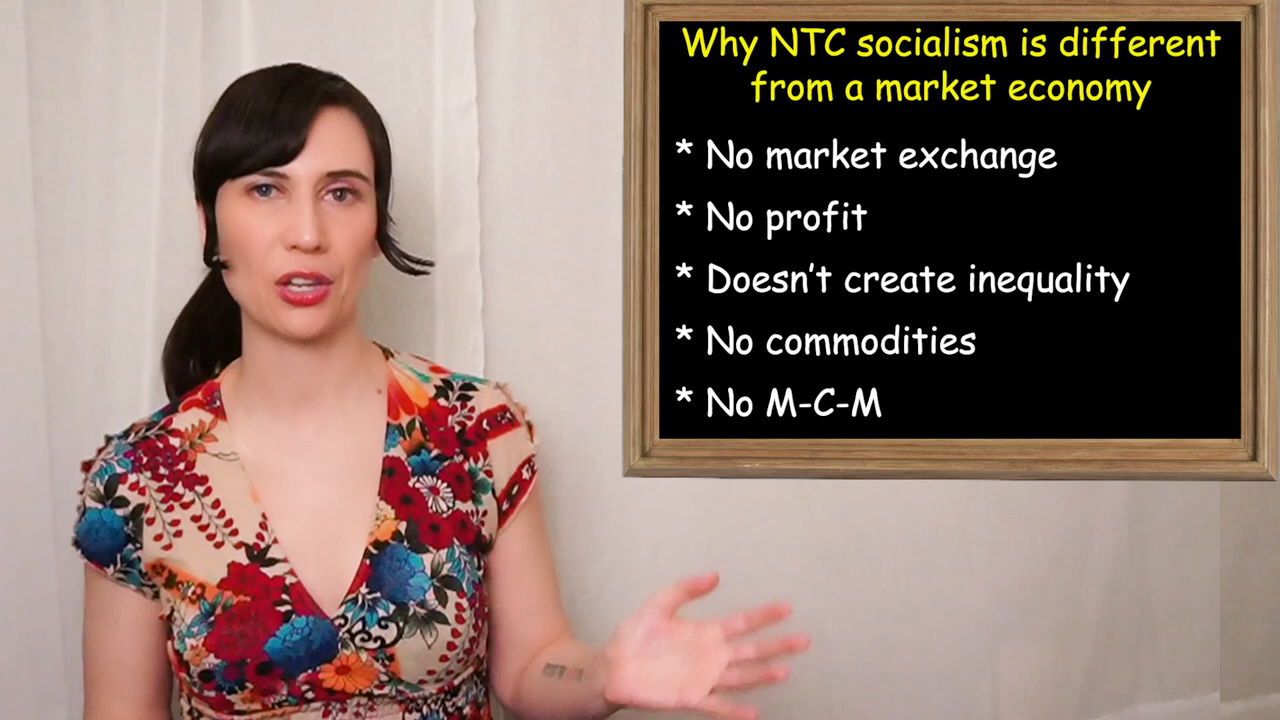 Why NTC socialism is different
from a market economy
* No market exchange
* No profit
* Doesn't create inequality
* No commodities
* No M-C-M